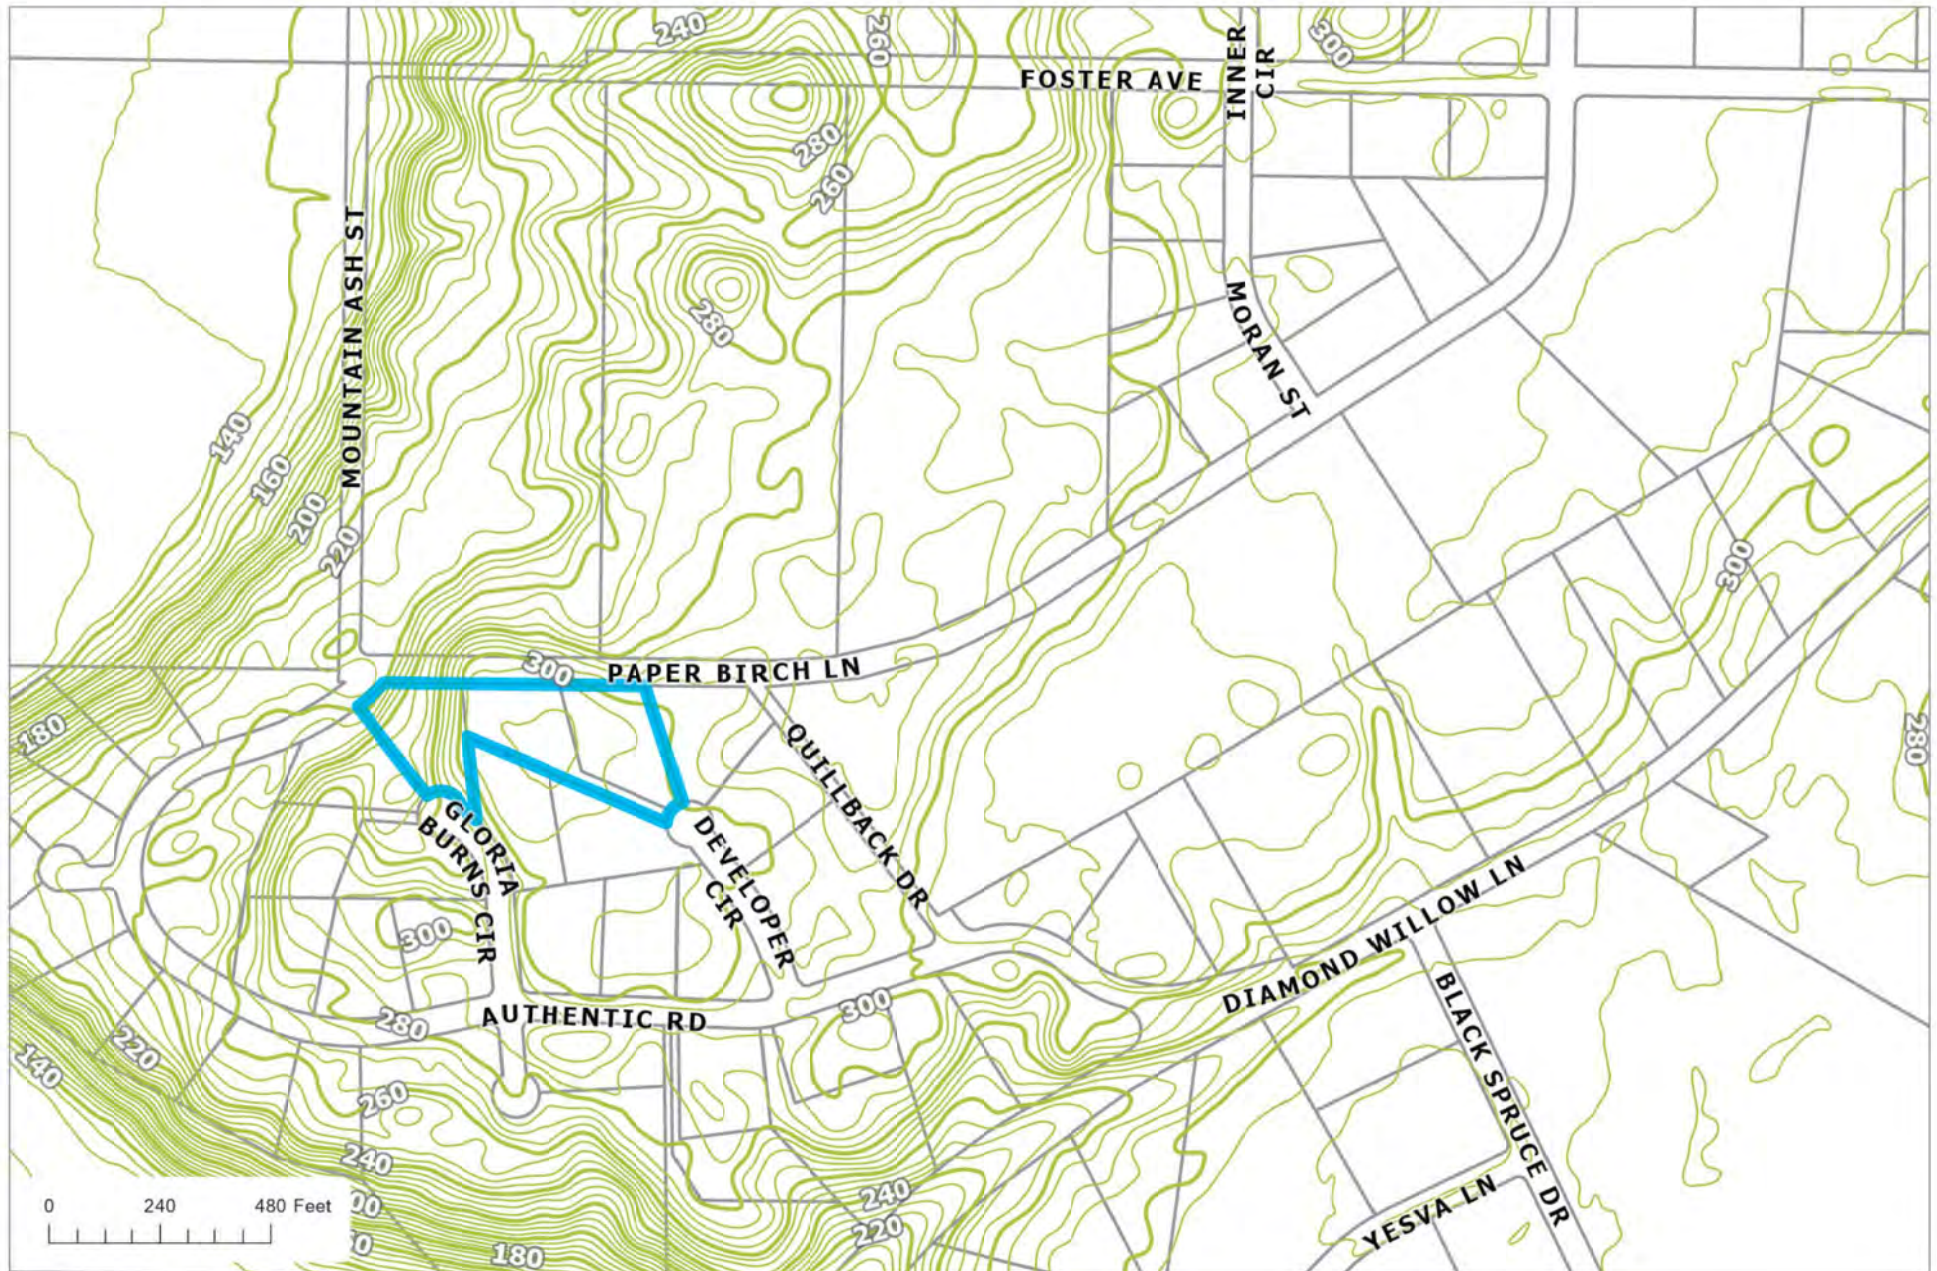 240
260
300
FOSTER AVE
INNER
CIR
280
260
MOUNTAIN ASH ST
280
MORAN ST
140
160
200
220
300
300
PAPER BIRCH LN
180
QUILLBACK DR
280
GLORIA
BURNS CIR
DEVELOPER
CIR
300
DIAMOND WILLOW LN
AUTHENTIC RD
280
300
BLACK SPRUCE DR
220
140
260
240
240
220
180
YESVA LN
0 240 480 Feet